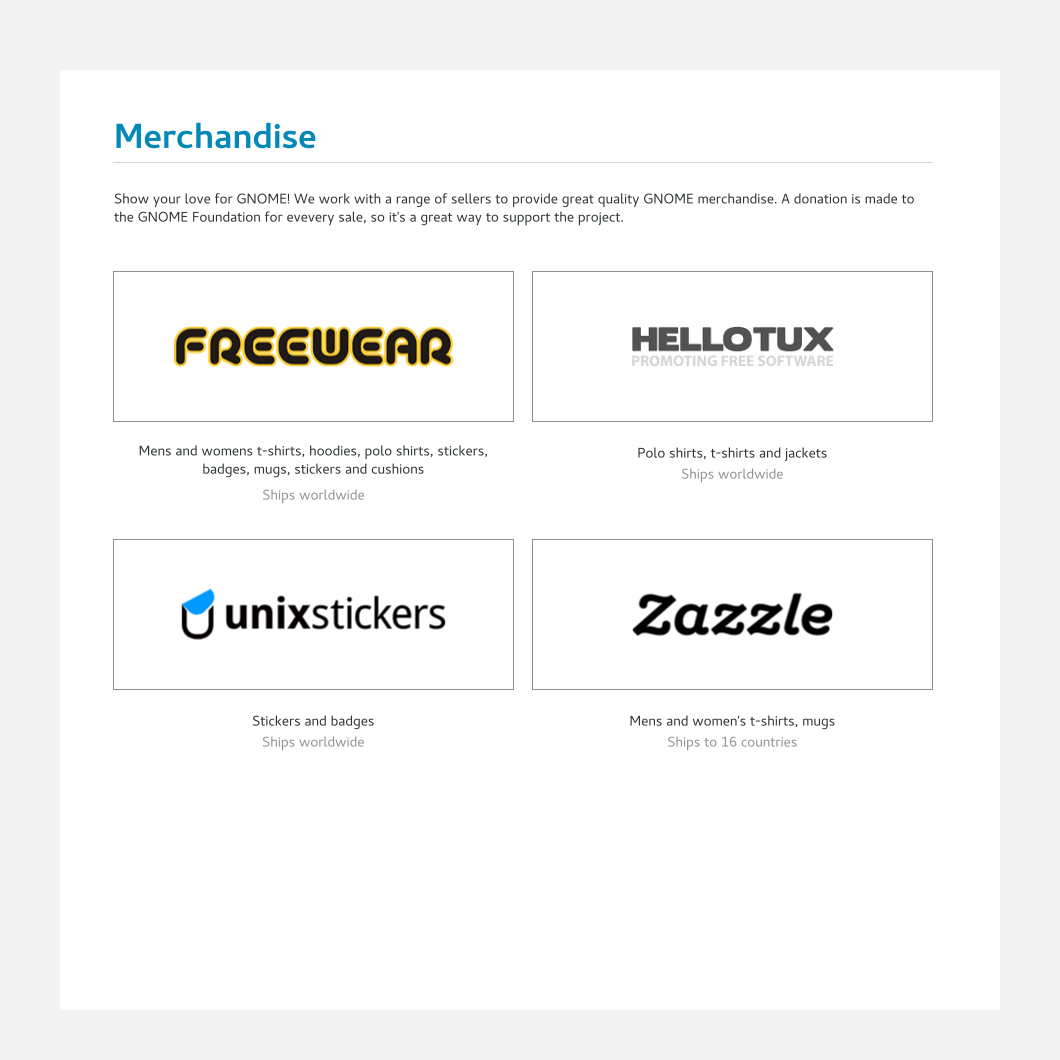 Merchandise
Show your love for GNOME! We work with a range of sellers to provide great quality GNOME merchandise. A donation is made to
the GNOME Foundation for evevery sale, so it's a great way to support the project.
FREEWEAR
HELLOTUX
PROMOTING FREE SOFTWARE
Mens and womens t-shirts, hoodies, polo shirts, stickers,
badges, mugs, stickers and cushions
Ships worldwide
Polo shirts, t-shirts and jackets
Ships worldwide
unixstickers
Zazzle
Stickers and badges
Ships worldwide
Mens and women's t-shirts, mugs
Ships to 16 countries